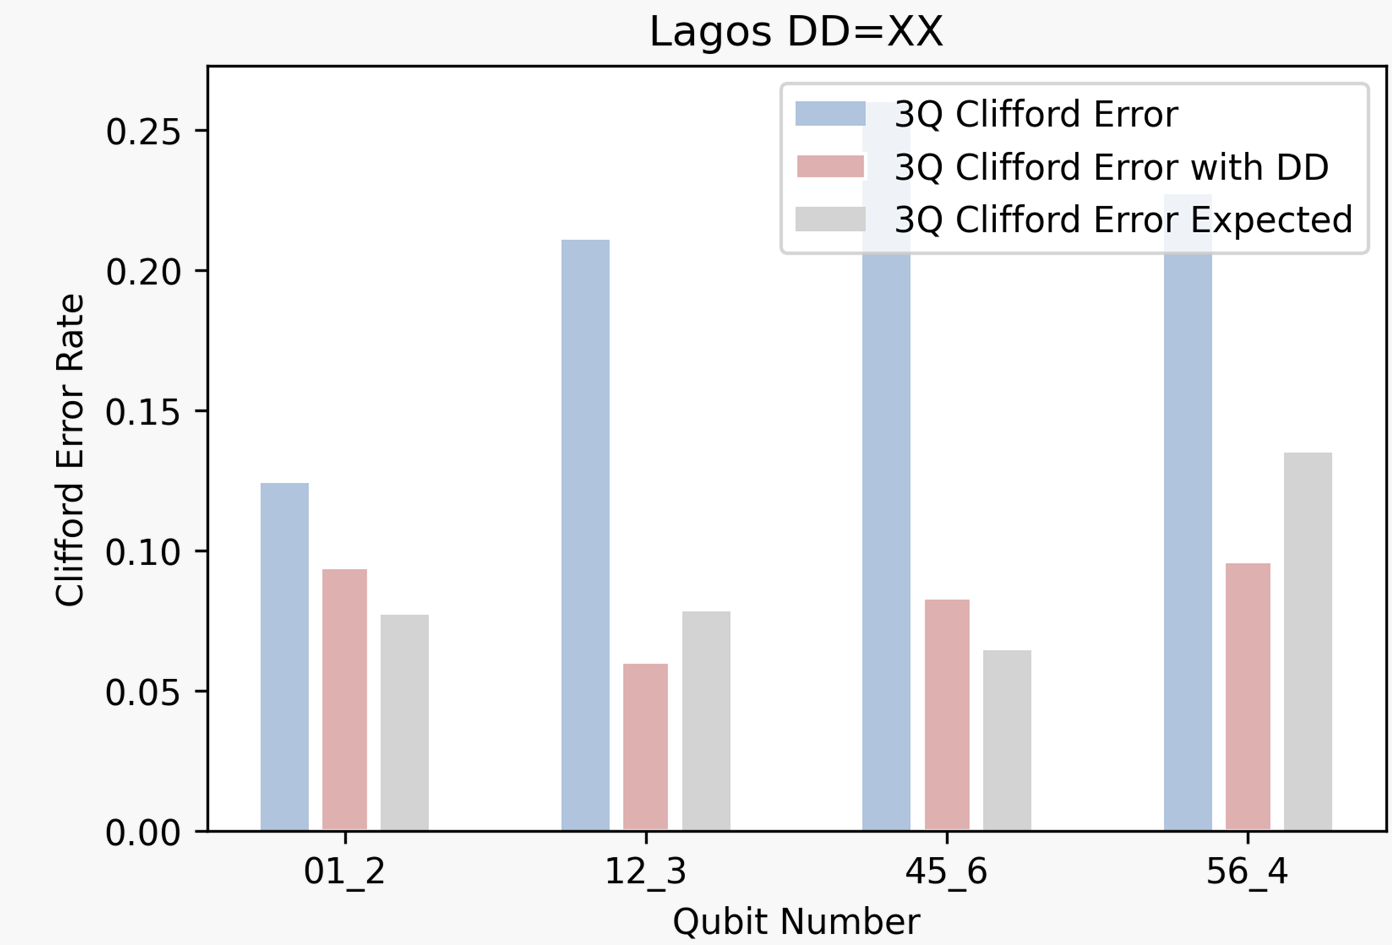 Lagos DD=XX
3Q Clifford Error
3Q Clifford Error with DD
3Q Clifford Error Expected
Clifford Error Rate
0.25
0.20
0.15
0.10
0.05
0.00
01_2 12_3 45_6 56_4
Qubit Number